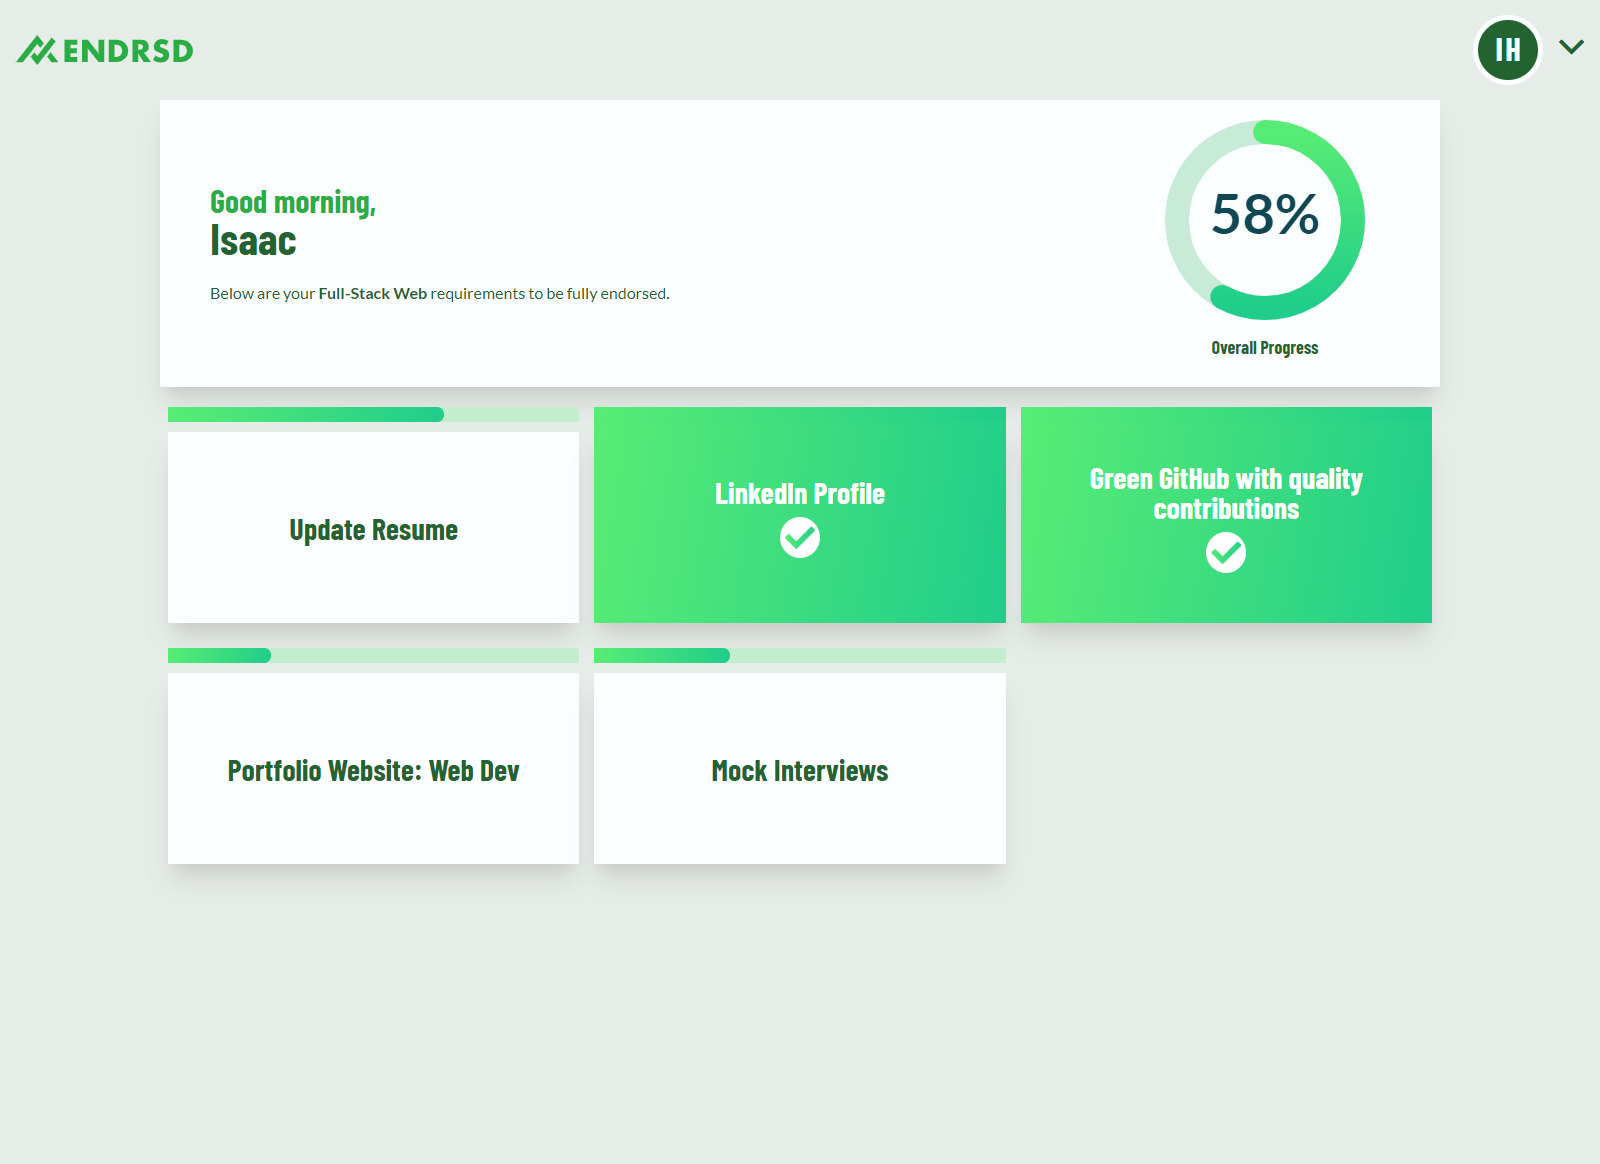 ENDRSD
IH
Good morning,
Isaac
Below are your Full-Stack Web requirements to be fully endorsed.
58%
Overall Progress
Update Resume
LinkedIn Profile
Green GitHub with quality
contributions
Portfolio Website: Web Dev
Mock Interviews